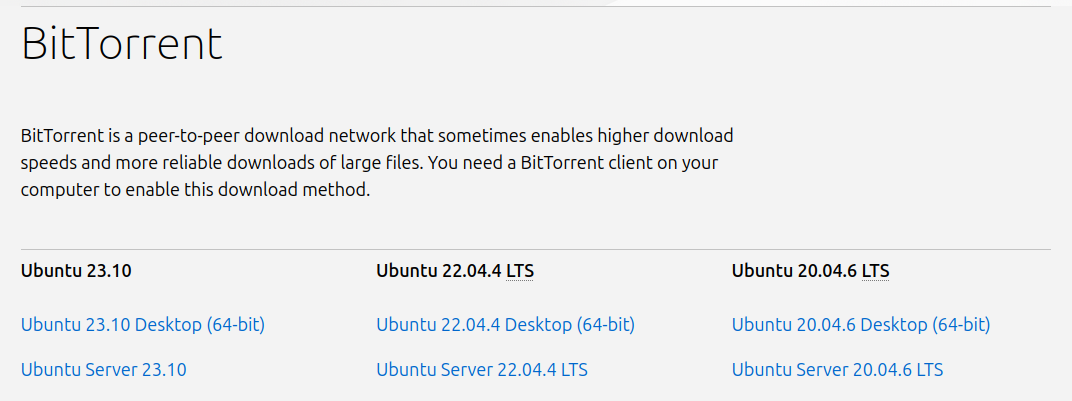 BitTorrent
BitTorrent is a peer-to-peer download network that sometimes enables higher download
speeds and more reliable downloads of large files. You need a BitTorrent client on your
computer to enable this download method.
Ubuntu 23.10
Ubuntu 23.10 Desktop (64-bit)
Ubuntu Server 23.10
Ubuntu 22.04.4 LTS
Ubuntu 22.04.4 Desktop (64-bit)
Ubuntu Server 22.04.4 LTS
Ubuntu 20.04.6 LTS
Ubuntu 20.04.6 Desktop (64-bit)
Ubuntu Server 20.04.6 LTS